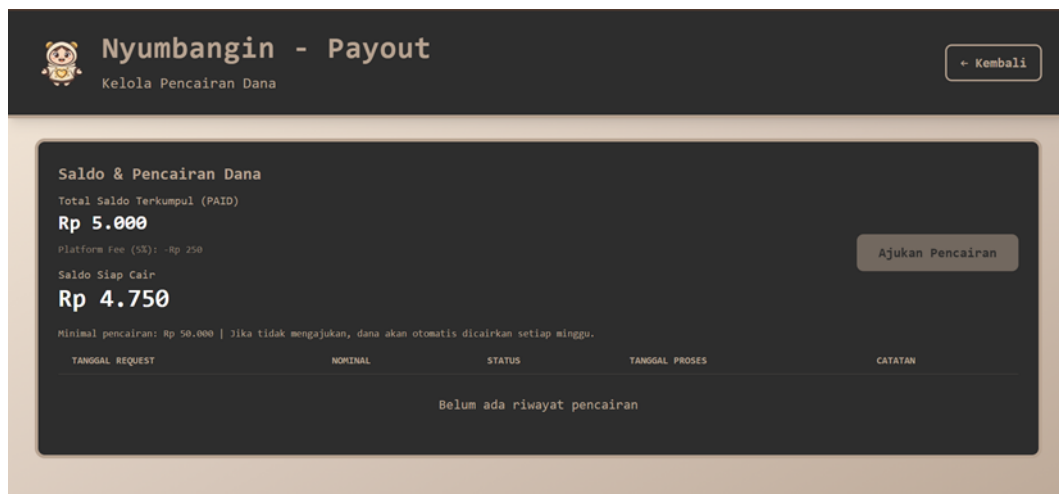 Nyumbangin - Payout
Kelola Pencairan Dana
← Kembali
Saldo & Pencairan Dana
Total Saldo Terkumpul (PAID)
Rp 5.000
Platform Fee (5%): -Rp 250
Ajukan Pencairan
Saldo Siap Cair
Rp 4.750
Minimal pencairan: Rp 50.000 | Jika tidak mengajukan, dana akan otomatis dicairkan setiap minggu.
TANGGAL REQUEST NOMINAL STATUS TANGGAL PROSES CATATAN
Belum ada riwayat pencairan